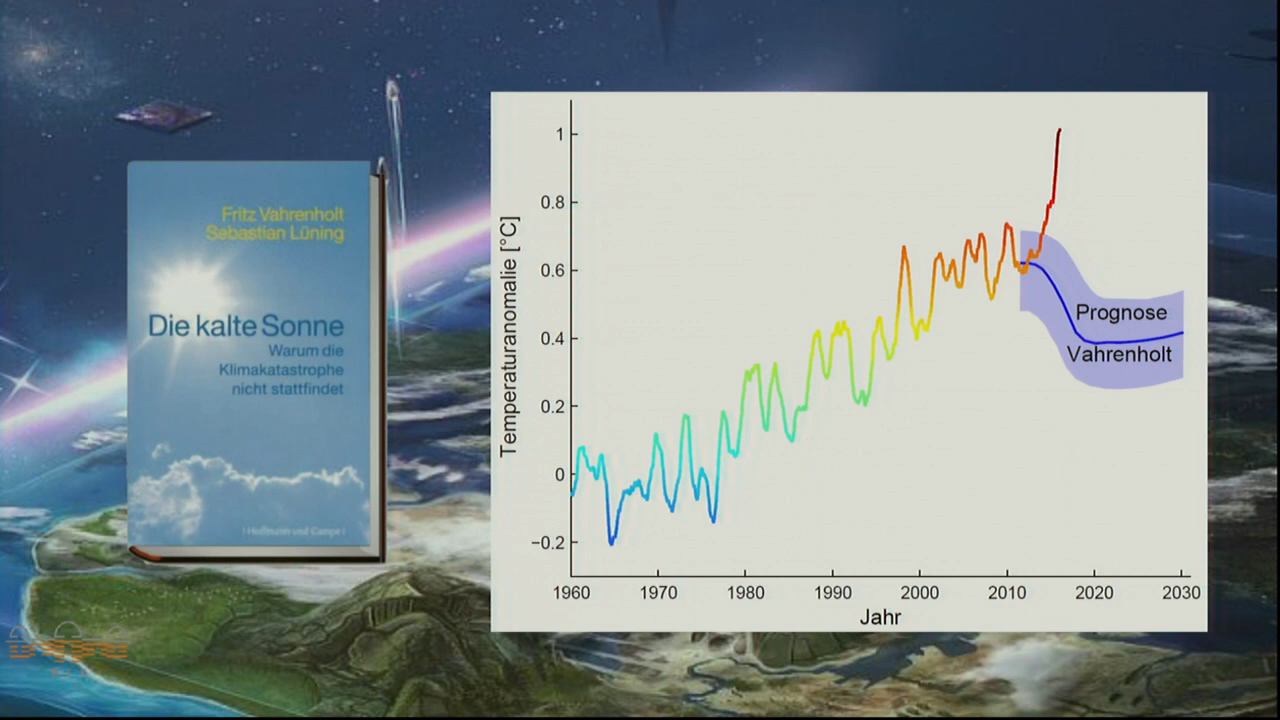 Fritz Vahrenholt
Sebastian Lüning
Die kalte Sonne
Warum die
Klimakatastrophe
nicht stattfindet
| Hoffmann und Campe |
Temperaturanomalie [°C]
1
0.8
0.6
0.4
0.2
0
−0.2
Prognose
Vahrenholt
1960 1970 1980 1990 2000 2010 2020 2030
Jahr